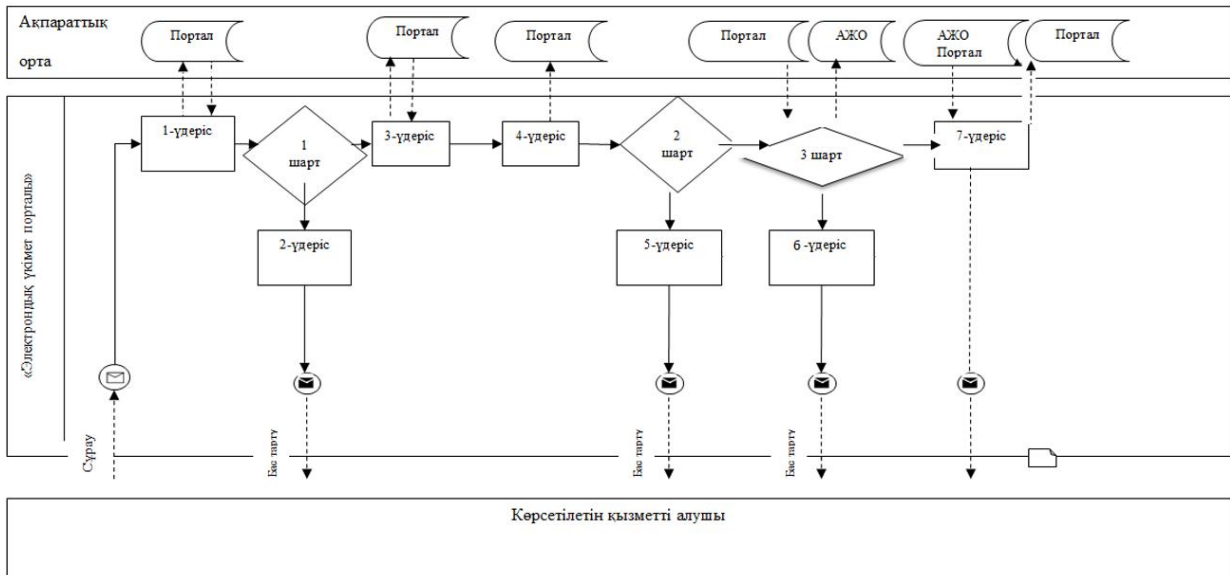 Ақпараттық
орта
Портал
Портал
Портал
Портал
АЖО
АЖО
Портал
Портал
«Электрондық үкімет порталы»
1-үдеріс
1
шарт
3-үдеріс
4-үдеріс
2
шарт
3 шарт
7-үдеріс
2-үдеріс
5-үдеріс
6 -үдеріс
Сұрау
Бас тарту
Бас тарту
Бас тарту
Көрсетілетін қызметті алушы